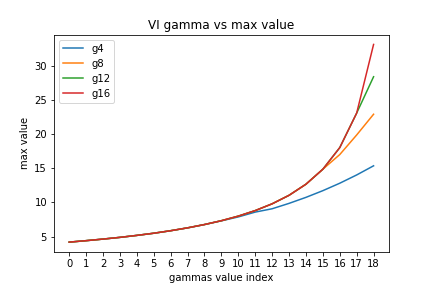 VI gamma vs max value
g4
g8
g12
g16
max value
30
25
20
15
10
5
0 1 2 3 4 5 6 7 8 9 10 11 12 13 14 15 16 17 18
gammas value index